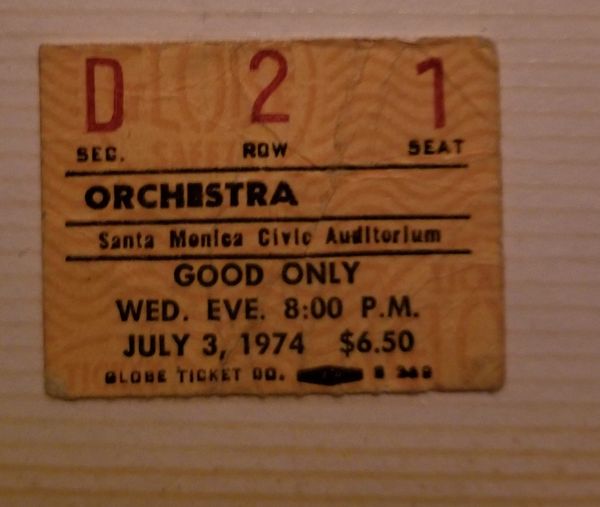 D 2 1
SEC. ROW SEAT
ORCHESTRA
Santa Monica Civic Auditorium
GOOD ONLY
WED. EVE. 8:00 P.M.
JULY 3, 1974 $6.50
GLOBE TICKET CO.